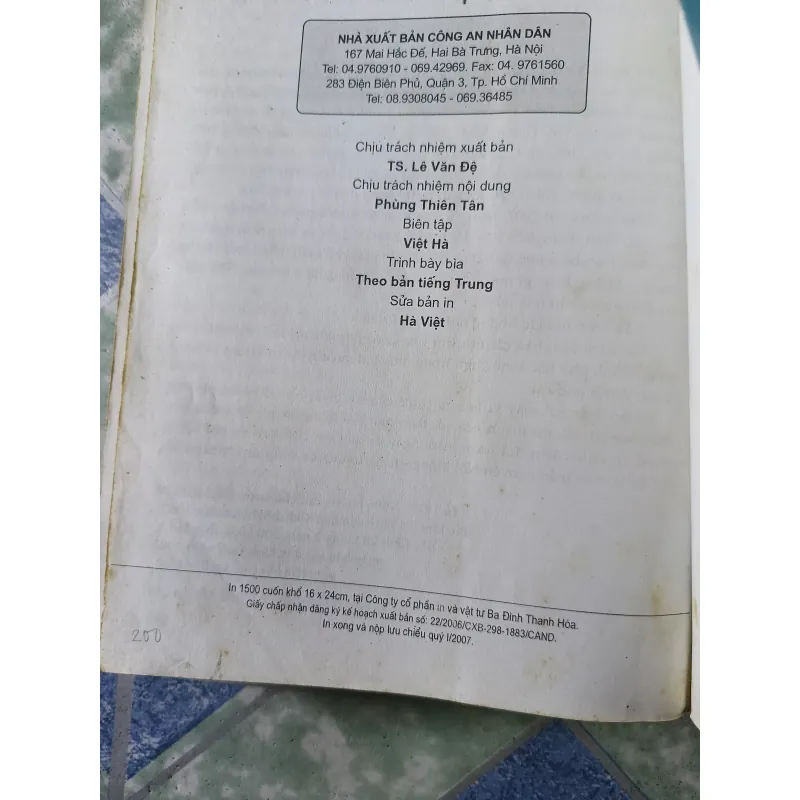 NHÀ XUẤT BẢN CÔNG AN NHÂN DÂN
167 Mai Hắc Đế, Hai Bà Trưng, Hà Nội
Tel: 04.9760910 - 069.42969. Fax: 04. 9761560
283 Điện Biên Phủ, Quận 3, Tp. Hồ Chí Minh
Tel: 08.9308045 - 069.36485
Chịu trách nhiệm xuất bản
TS. Lê Văn Đệ
Chịu trách nhiệm nội dung
Phùng Thiên Tân
Biên tập
Việt Hà
Trình bày bìa
Theo bản tiếng Trung
Sửa bản in
Hà Việt
In 1500 cuốn khổ 16 x 24cm, tại Công ty cổ phần in và vật tư Ba Đình Thanh Hóa.
Giấy chấp nhận đăng ký kế hoạch xuất bản số: 22/2006/CXB-298-1883/CAND.
In xong và nộp lưu chiểu quý I/2007.
200